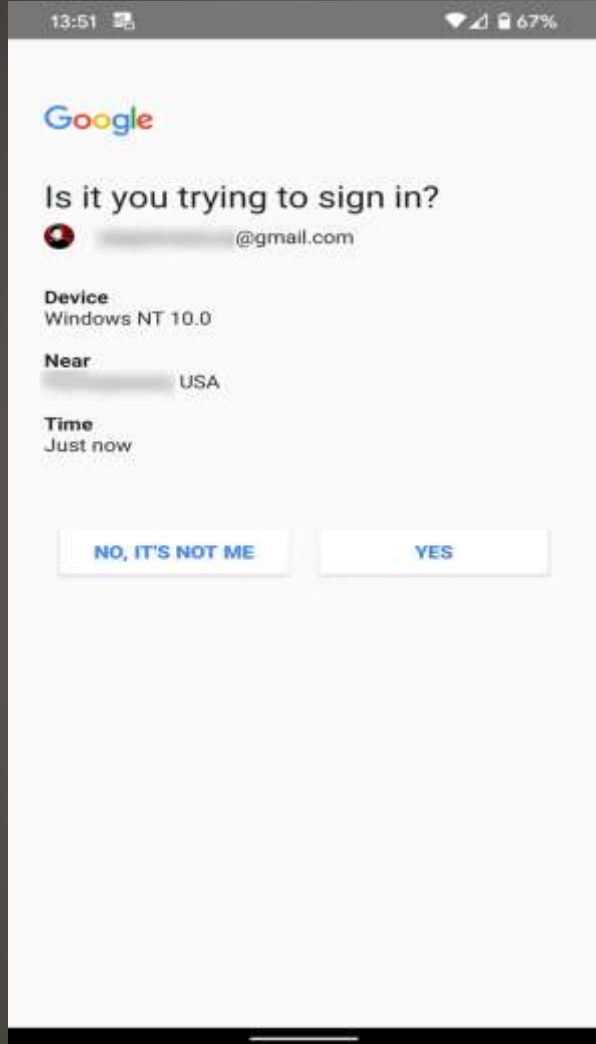 13:51 67%
Google
Is it you trying to sign in?
@gmail.com
Device
Windows NT 10.0
Near
USA
Time
Just now
NO, IT'S NOT ME YES